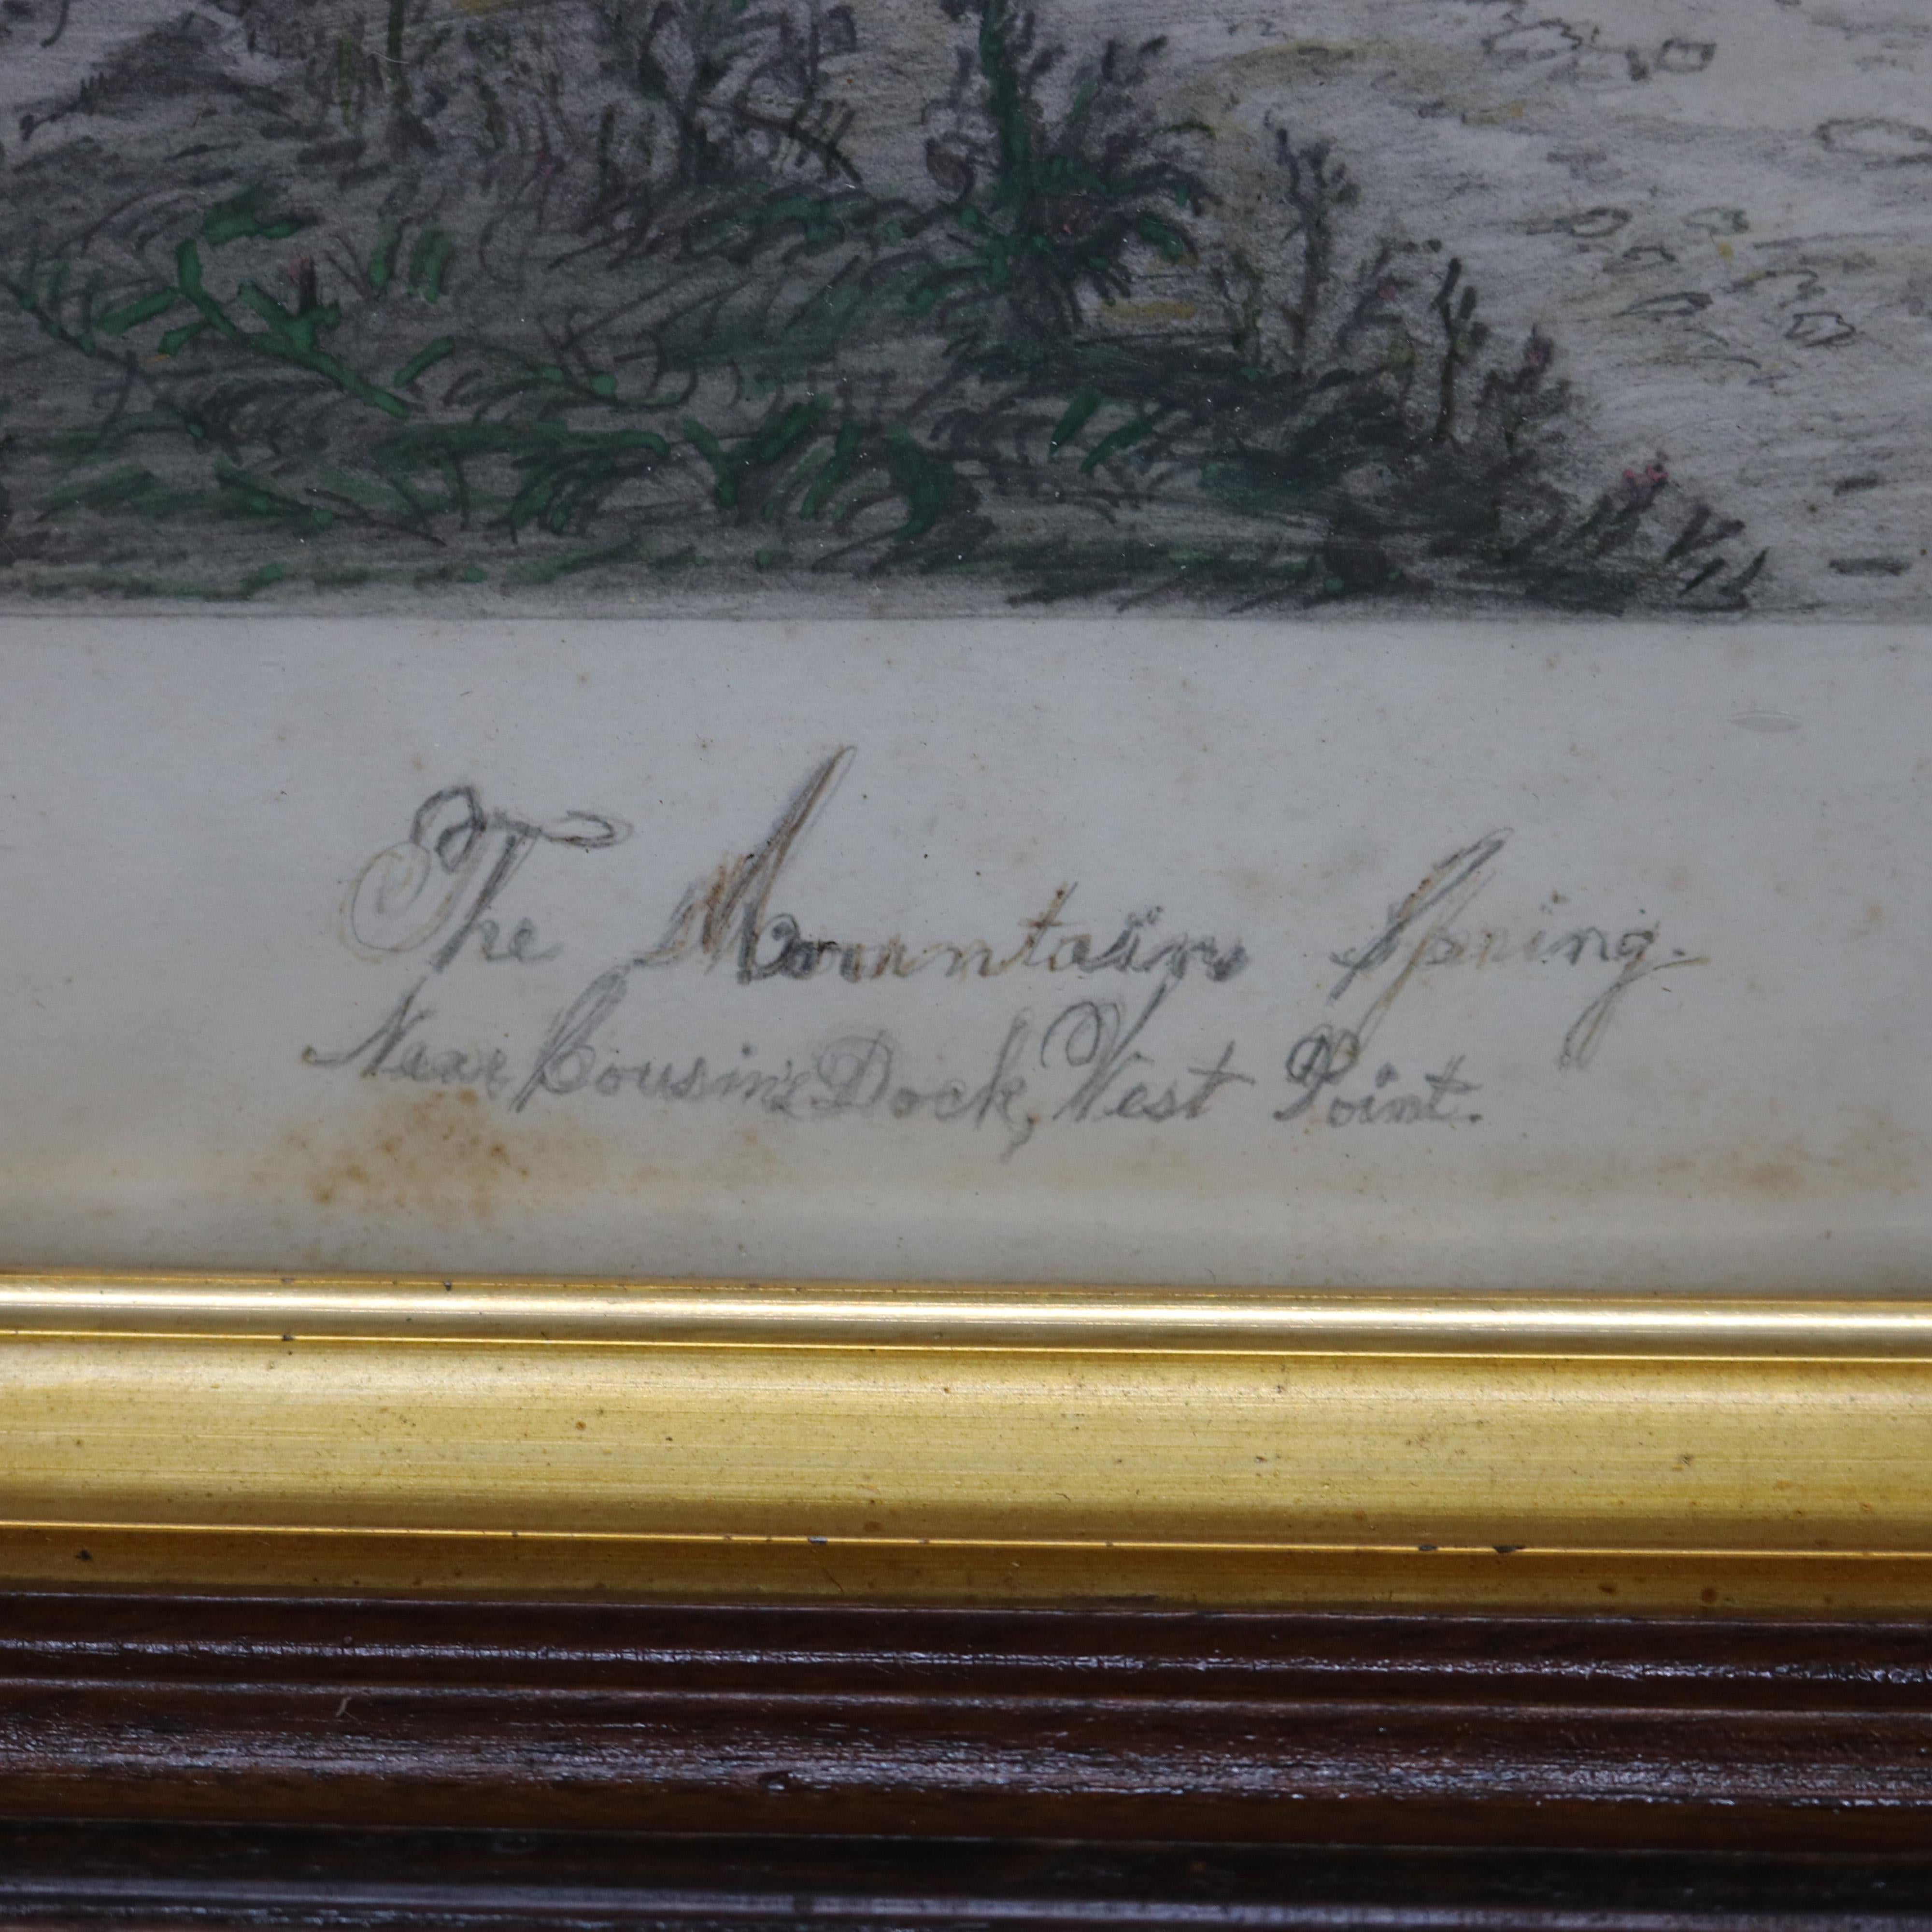 The Mountain Spring.
Near Cousin's Dock, West Point.